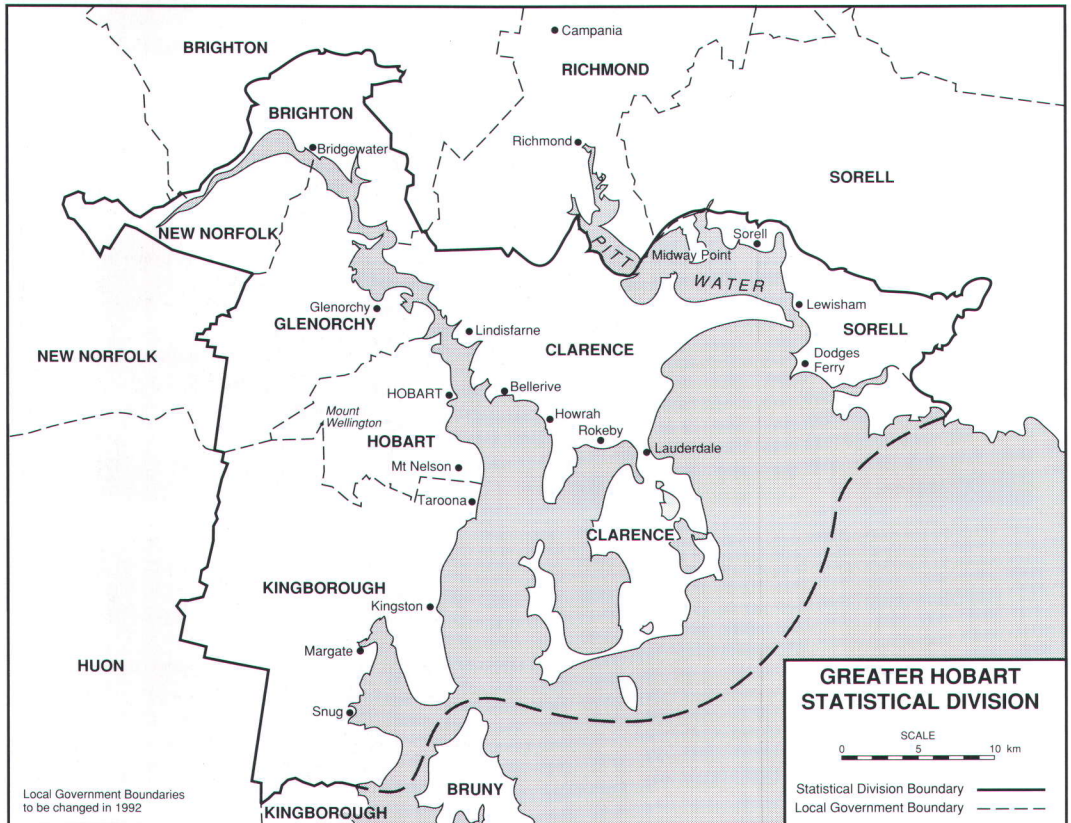 Campania
BRIGHTON
RICHMOND
BRIGHTON
Richmond
Bridgewater
SORELL
NEW NORFOLK
Sorell
PITT
Midway Point
WATER
Glenorchy
GLENORCHY
Lewisham
Lindisfarne
SORELL
NEW NORFOLK
CLARENCE
Dodges
Ferry
HOBART
Bellerive
Mount
Wellington
Howrah
HOBART
Rokeby
Lauderdale
Mt Nelson
Taroona
CLARENCE
KINGBOROUGH
Kingston
Margate
HUON
GREATER HOBART
STATISTICAL DIVISION
Snug
SCALE
0 5 10 km
BRUNY
Statistical Division Boundary
Local Government Boundary
Local Government Boundaries
to be changed in 1992
KINGBOROUGH